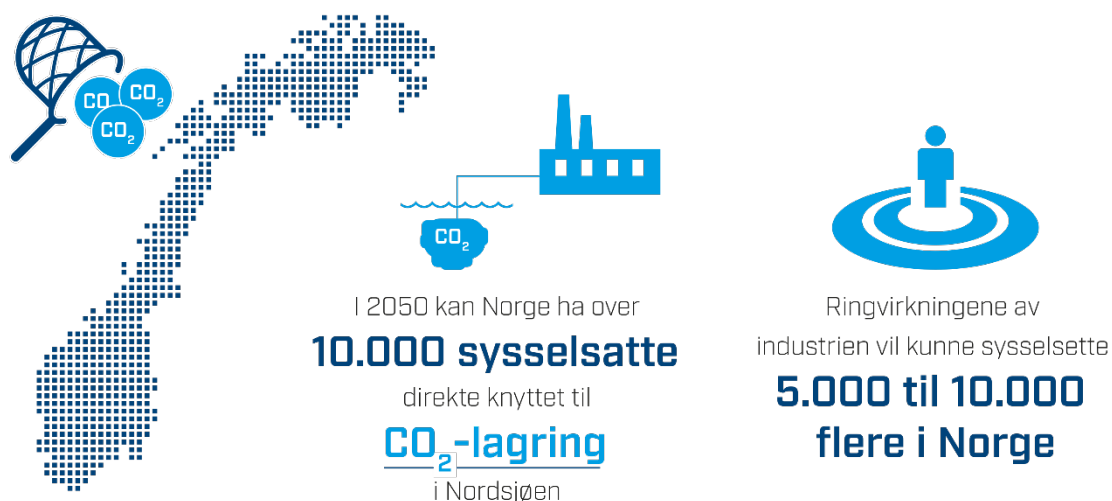 CO
CO₂
CO₂
CO₂
I 2050 kan Norge ha over
10.000 sysselsatte
direkte knyttet til
CO₂-lagring
i Nordsjøen
Ringvirkningene av
industrien vil kunne sysselsette
5.000 til 10.000
flere i Norge